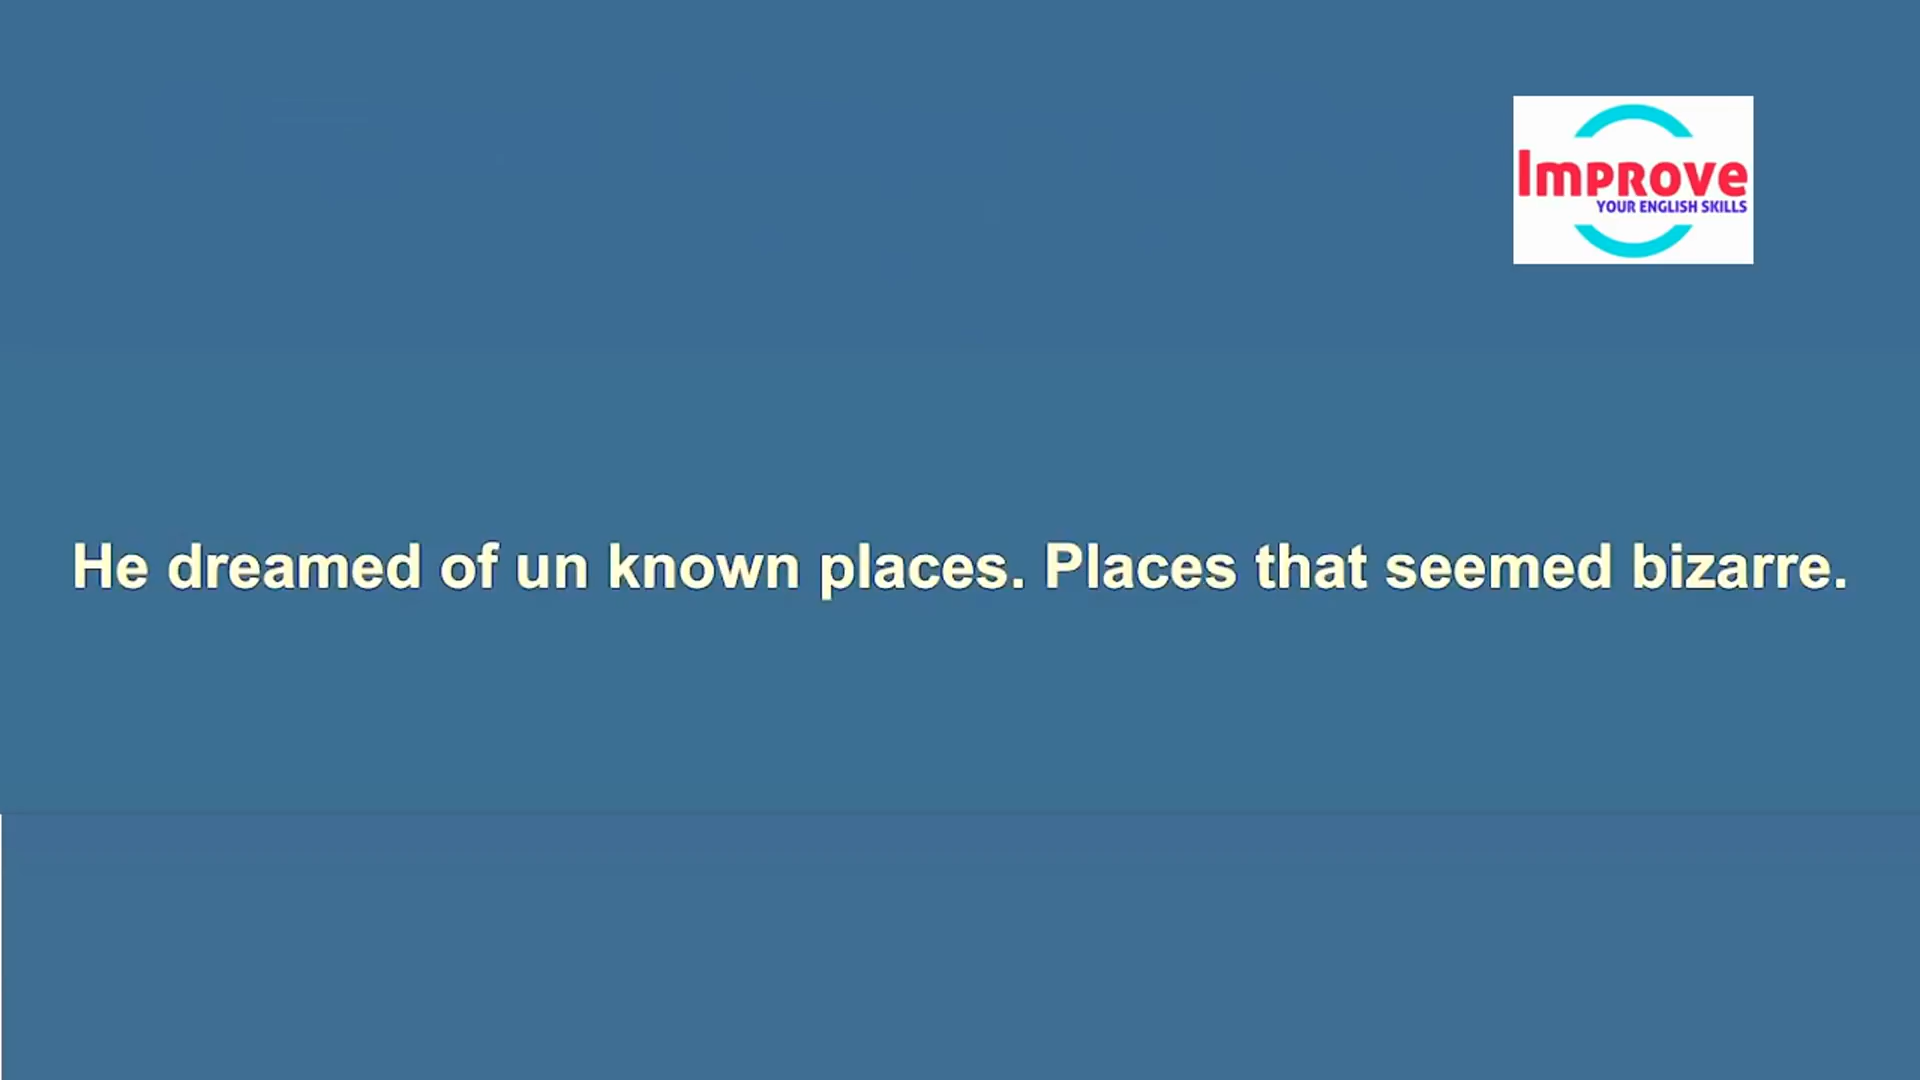 Improve
YOUR ENGLISH SKILLS
He dreamed of un known places. Places that seemed bizarre.